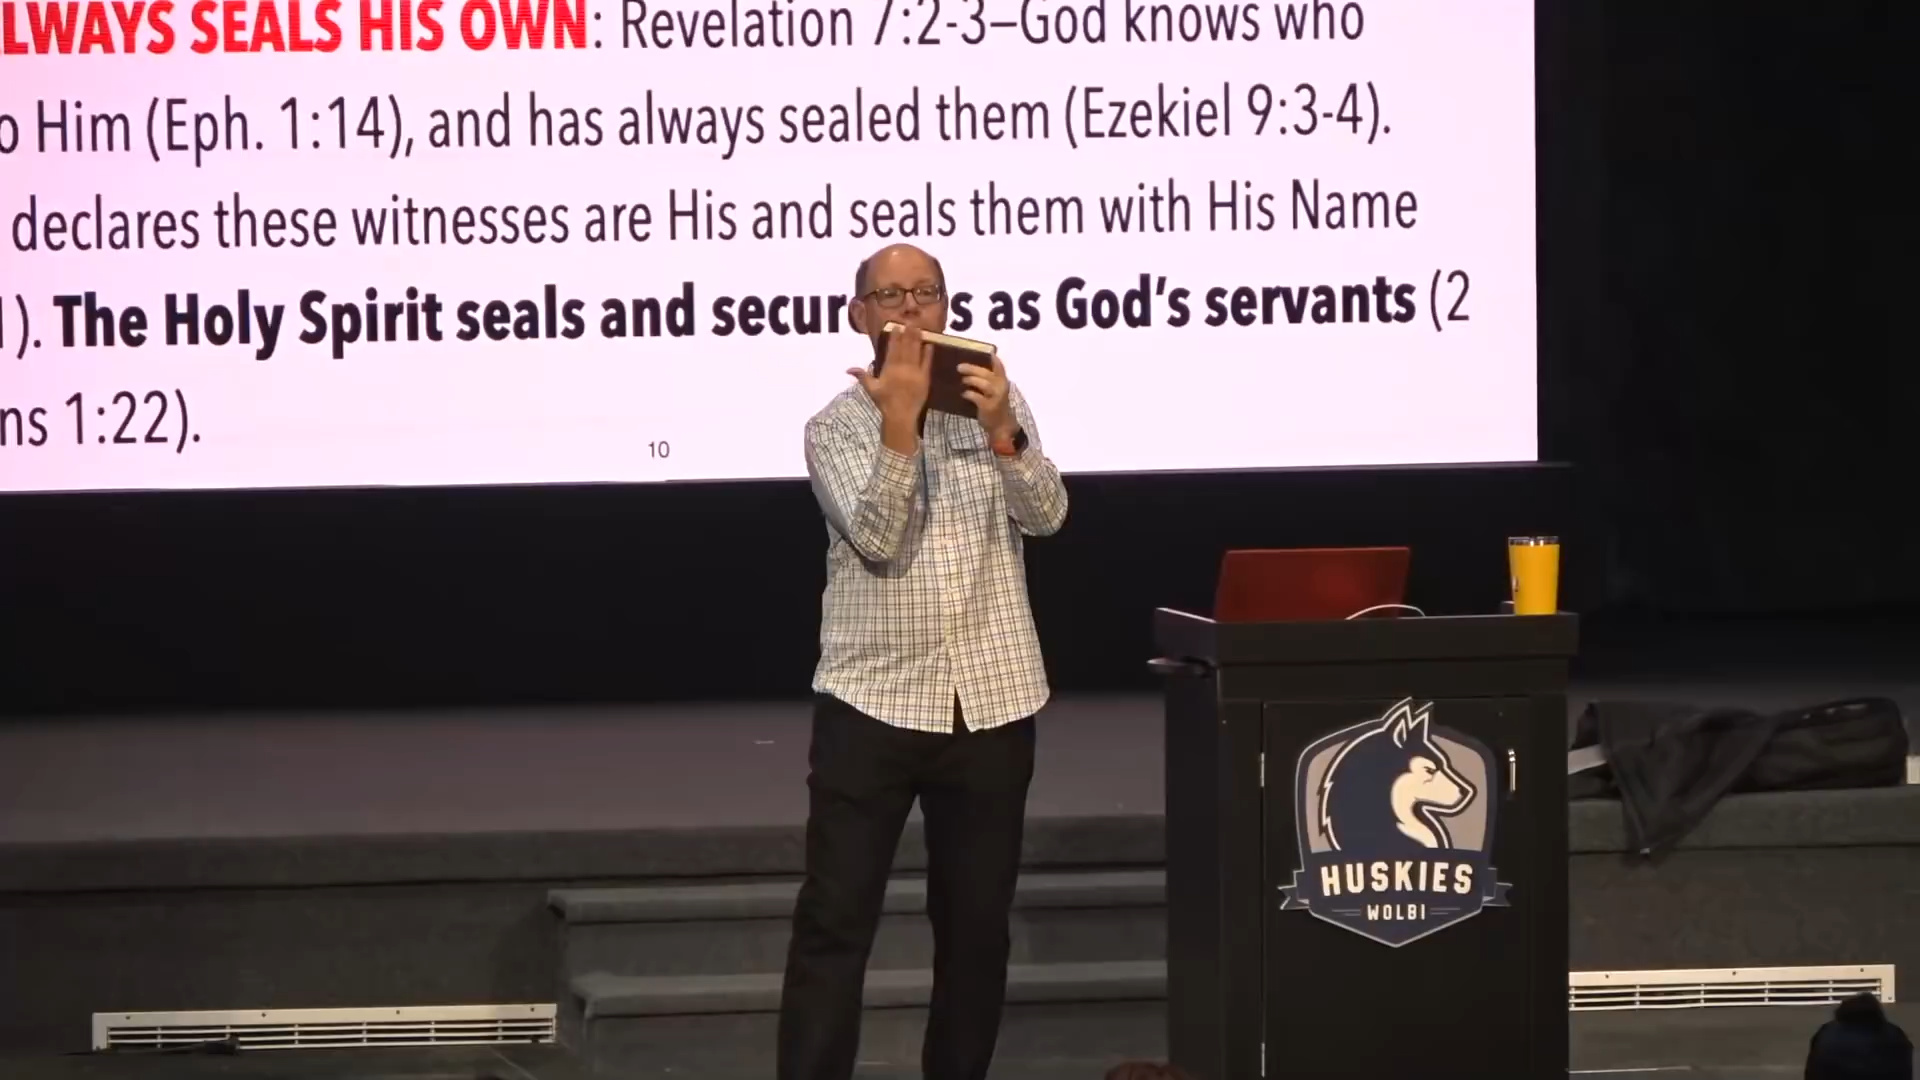 LWAYS SEALS HIS OWN: Revelation 7:2-3—God knows who
o Him (Eph. 1:14), and has always sealed them (Ezekiel 9:3-4).
declares these witnesses are His and seals them with His Name
1). The Holy Spirit seals and secur s as God's servants (2
ns 1:22).
10
HUSKIES
WOLBI